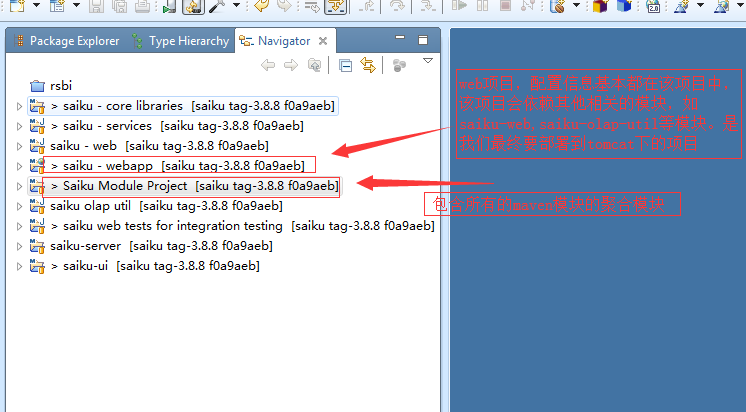 Package Explorer Type Hierarchy Navigator
rsbi
> saiku - core libraries [saiku tag-3.8.8 f0a9aeb]
> saiku - services [saiku tag-3.8.8 f0a9aeb]
saiku - web [saiku tag-3.8.8 f0a9aeb]
> saiku - webapp [saiku tag-3.8.8 f0a9aeb]
> Saiku Module Project [saiku tag-3.8.8 f0a9aeb]
saiku olap util [saiku tag-3.8.8 f0a9aeb]
> saiku web tests for integration testing [saiku tag-3.8.8 f0a9aeb]
saiku-server [saiku tag-3.8.8 f0a9aeb]
> saiku-ui [saiku tag-3.8.8 f0a9aeb]
web项目，配置信息基本都在该项目中，
该项目会依赖其他相关的模块，如
saiku-web,saiku-olap-util等模块，是
我们最终要部署到tomcat下的项目
包含所有的maven模块的聚合模块